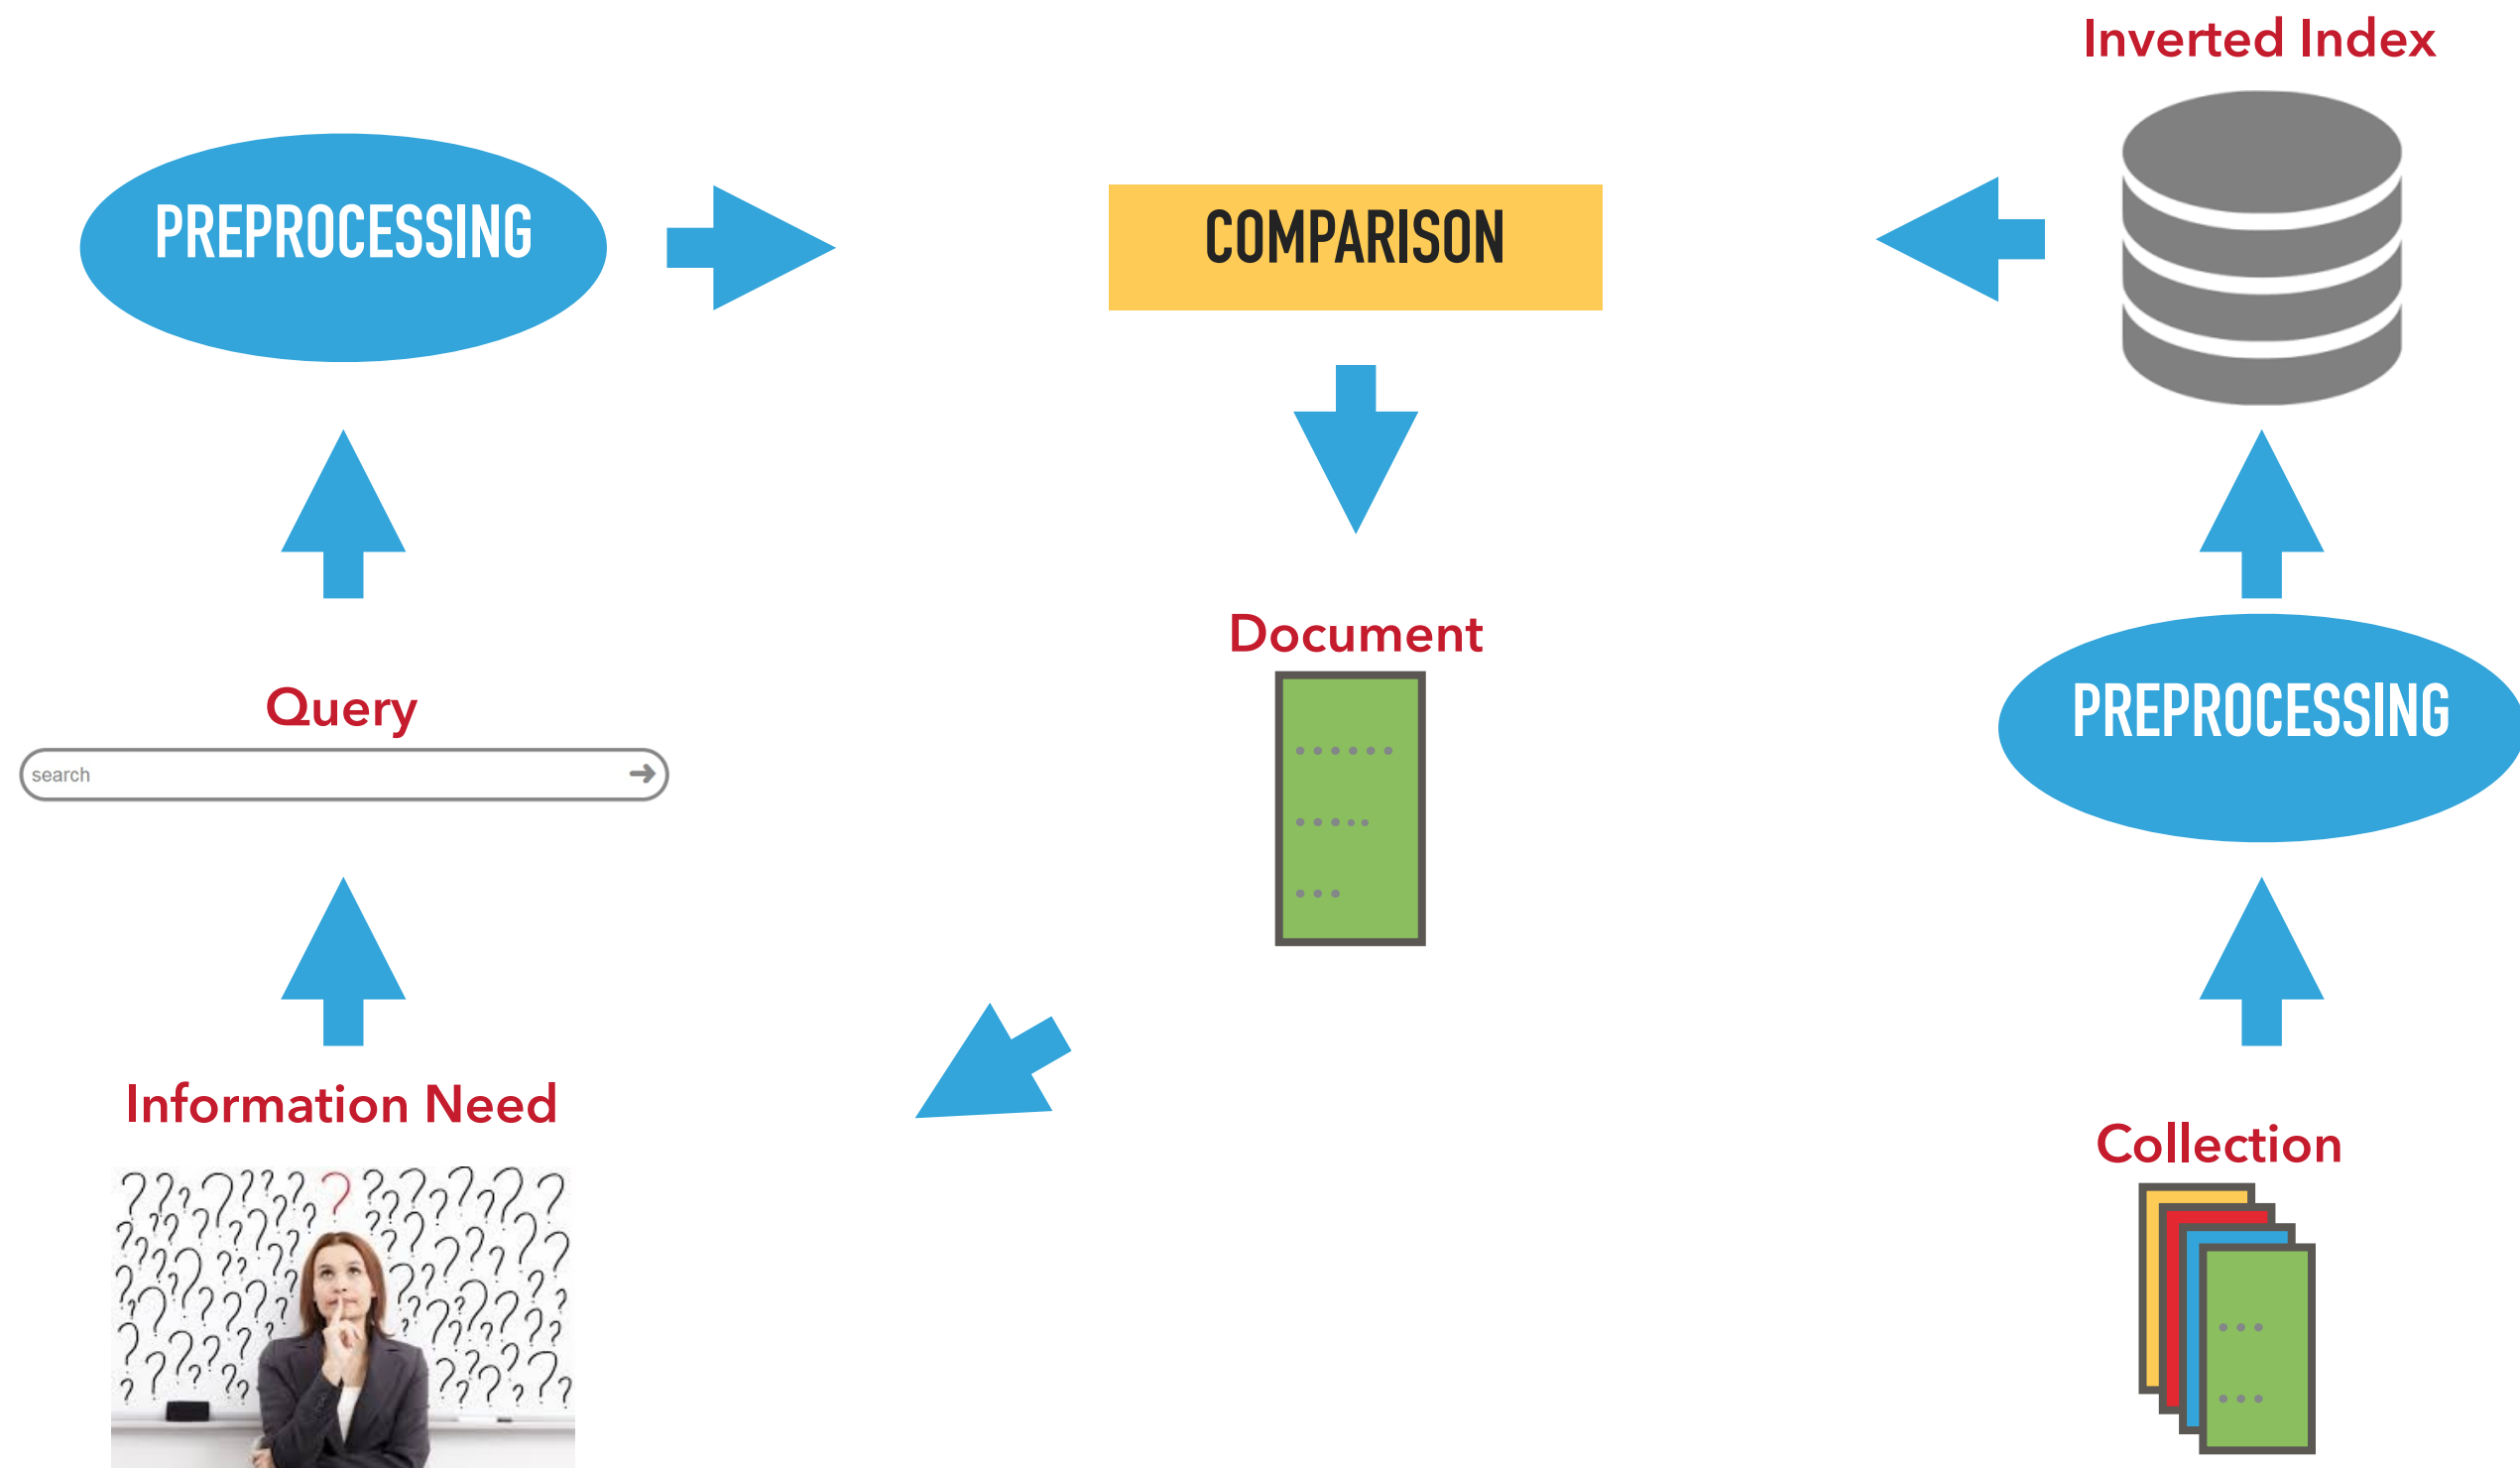 Inverted Index
PREPROCESSING
COMPARISON
Document
Query
search
PREPROCESSING
Information Need
Collection